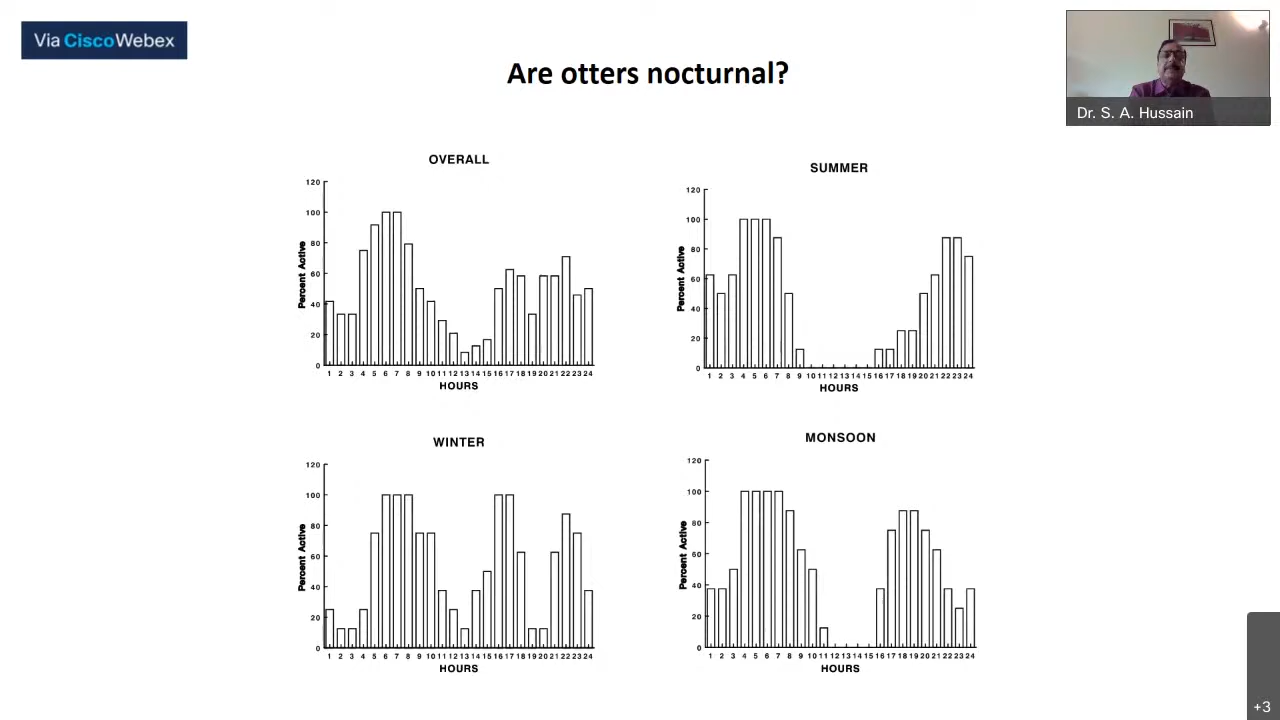 Via Cisco Webex
Are otters nocturnal?
Dr. S. A. Hussain
OVERALL
120
100
80
60
40
20
0
Percent Active
1 2 3 4 5 6 7 8 9 10 11 12 13 14 15 16 17 18 19 20 21 22 23 24
HOURS
SUMMER
120
100
80
60
40
20
0
Percent Active
1 2 3 4 5 6 7 8 9 10 11 12 13 14 15 16 17 18 19 20 21 22 23 24
HOURS
WINTER
120
100
80
60
40
20
0
Percent Active
1 2 3 4 5 6 7 8 9 10 11 12 13 14 15 16 17 18 19 20 21 22 23 24
HOURS
MONSOON
120
100
80
60
40
20
0
Percent Active
1 2 3 4 5 6 7 8 9 10 11 12 13 14 15 16 17 18 19 20 21 22 23 24
HOURS
+3